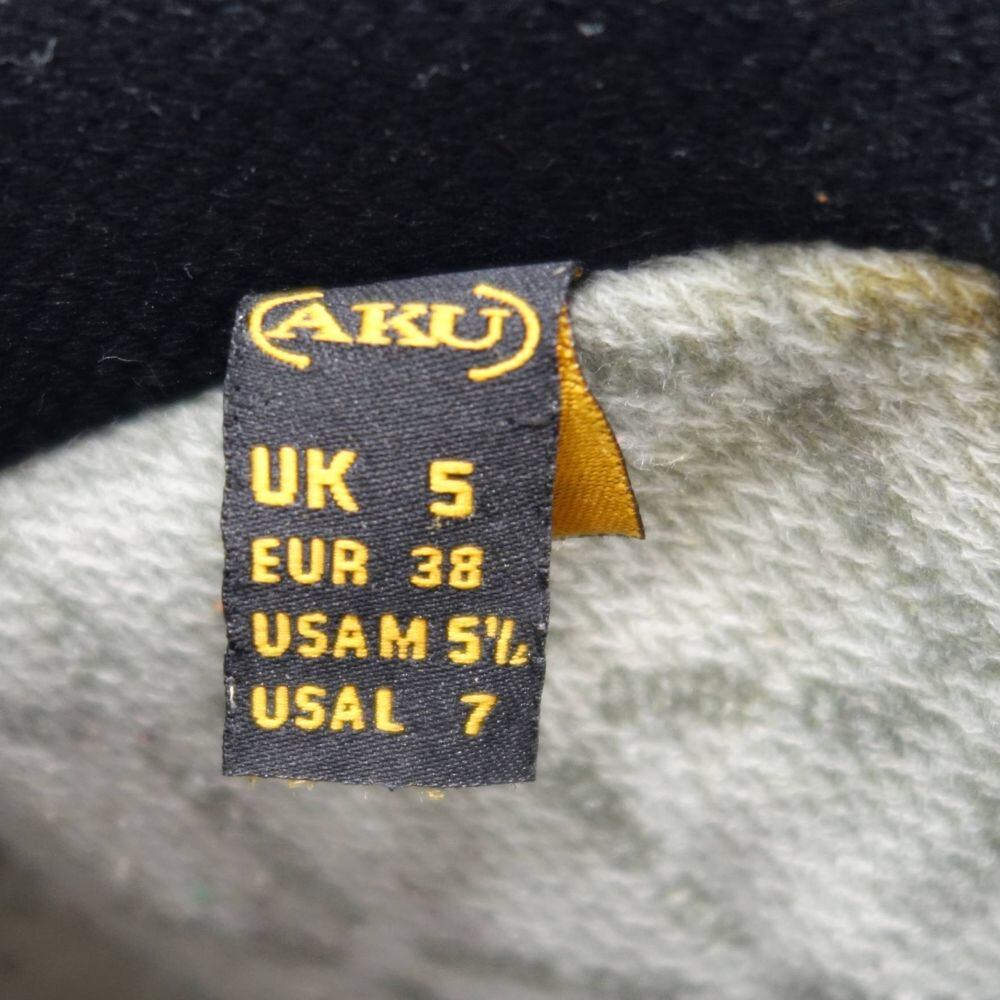 (AKU)
UK 5
EUR 38
USAM 5½
USAL 7